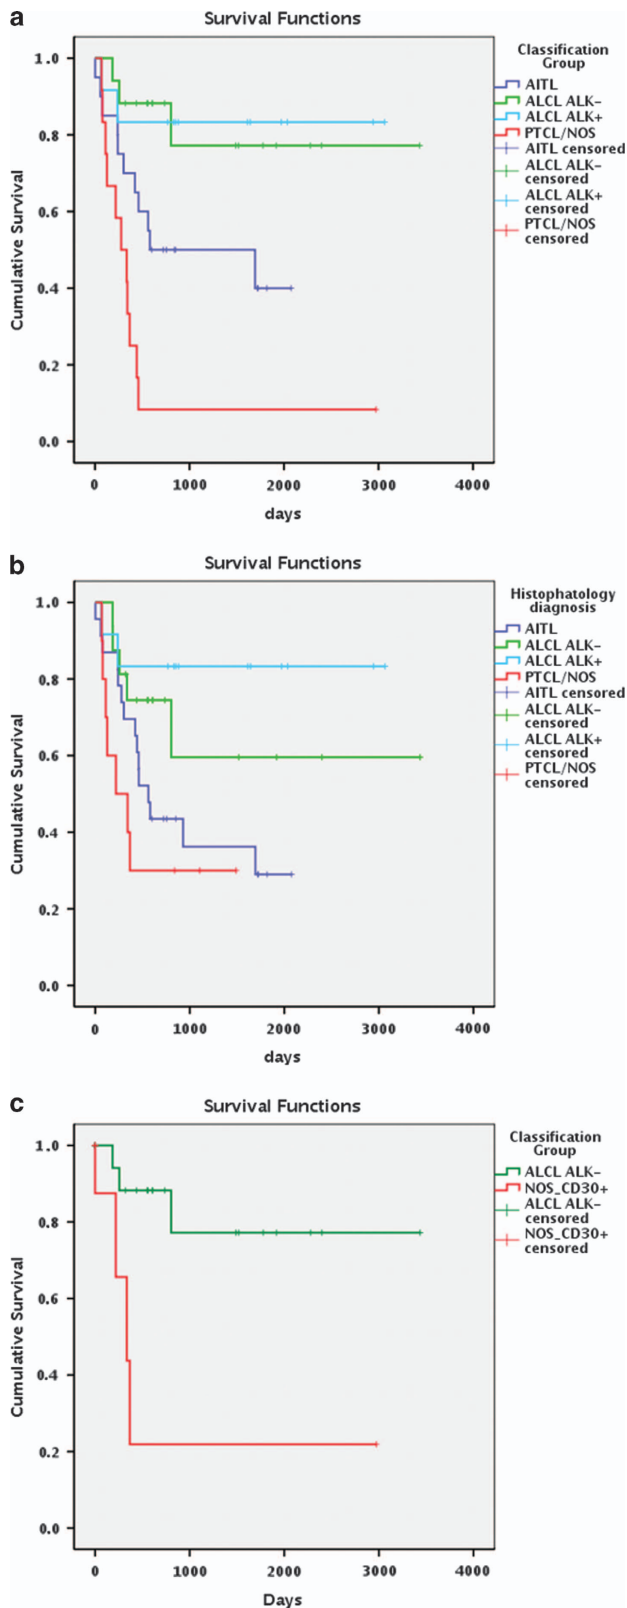 a
Survival Functions
Classification
Group
AITL
ALCL ALK−
ALCL ALK+
PTCL/NOS
AITL censored
ALCL ALK−
censored
ALCL ALK+
censored
PTCL/NOS
censored
Cumulative Survival
1.0
0.8
0.6
0.4
0.2
0.0
0 1000 2000 3000 4000
days
b
Survival Functions
Histophatology
diagnosis
AITL
ALCL ALK−
ALCL ALK+
PTCL/NOS
AITL censored
ALCL ALK−
censored
ALCL ALK+
censored
PTCL/NOS
censored
Cumulative Survival
1.0
0.8
0.6
0.4
0.2
0.0
0 1000 2000 3000 4000
days
c
Survival Functions
Classification
Group
ALCL ALK−
NOS_CD30+
ALCL ALK−
censored
NOS_CD30+
censored
Cumulative Survival
1.0
0.8
0.6
0.4
0.2
0.0
0 1000 2000 3000 4000
Days